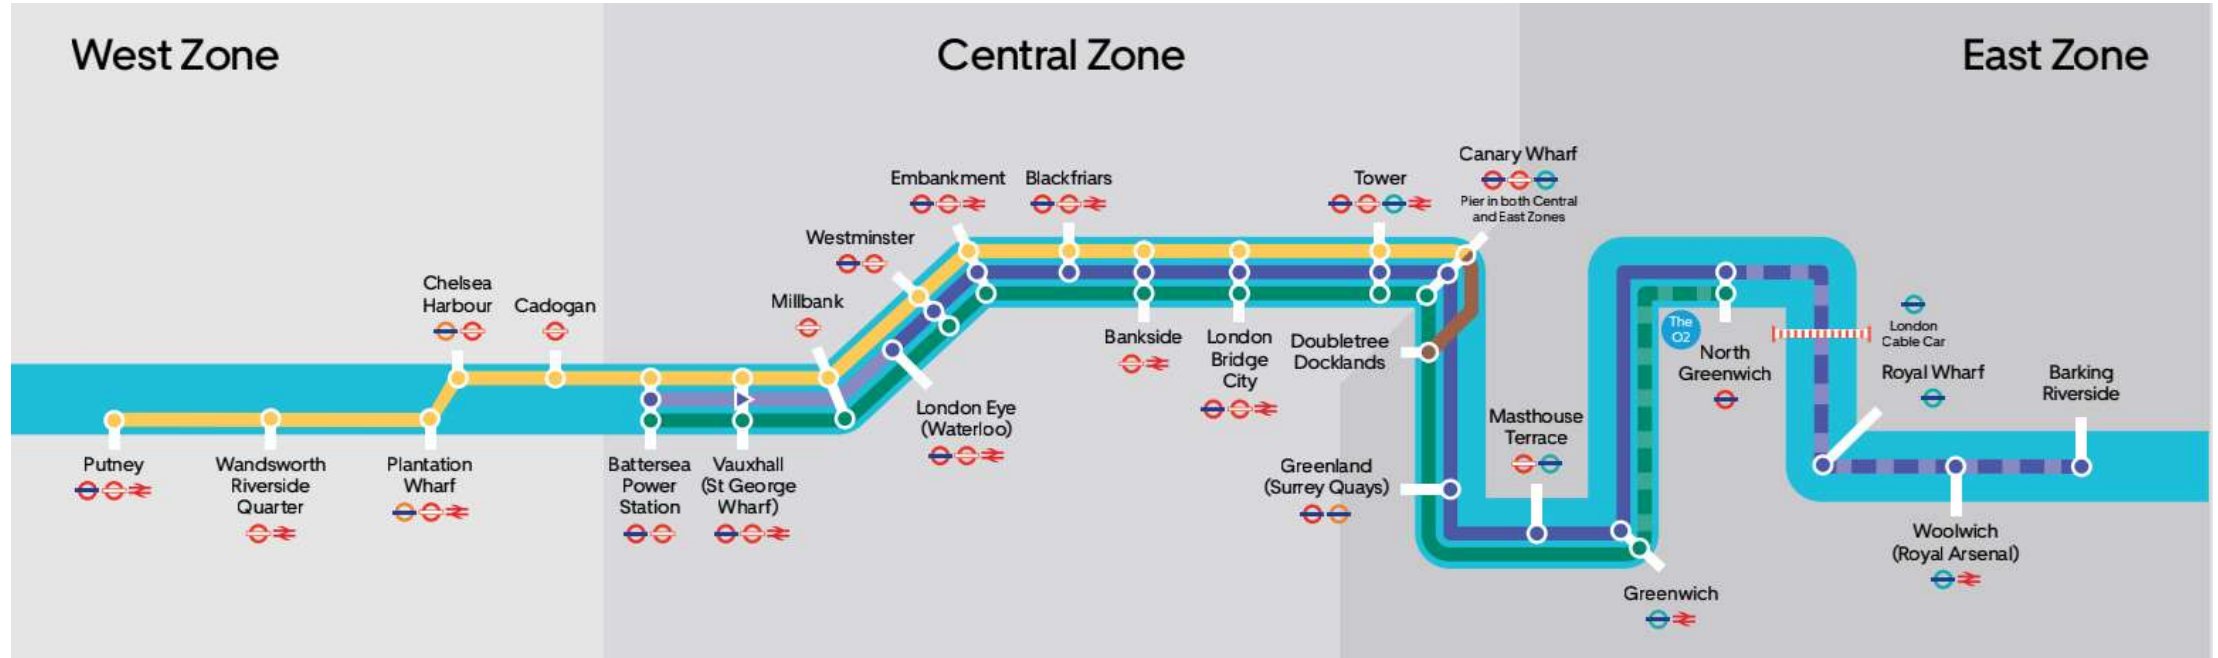 West Zone
Central Zone
East Zone
Putney
Wandsworth
Riverside
Quarter
Plantation
Wharf
Chelsea
Harbour
Cadogan
Battersea
Power
Station
Vauxhall
(St George
Wharf)
Millbank
Westminster
Embankment
London Eye
(Waterloo)
Blackfriars
Bankside
London
Bridge
City
Tower
Canary Wharf
Pier in both Central
and East Zones
Doubletree
Docklands
Greenland
(Surrey Quays)
Masthouse
Terrace
Greenwich
The
O2
North
Greenwich
London
Cable Car
Royal Wharf
Woolwich
(Royal Arsenal)
Barking
Riverside